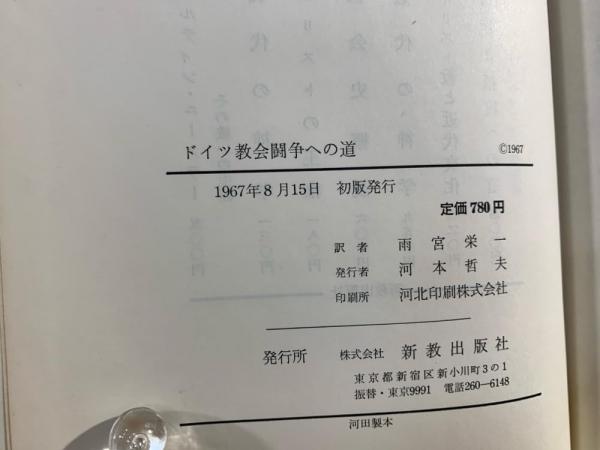 ドイツ教会闘争への道 ©1967
1967年8月15日 初版発行
定価 780円
訳者 雨宮栄一
発行者 河本哲夫
印刷所 河北印刷株式会社
発行所 株式会社 新教出版社
東京都新宿区新小川町3の1
振替・東京9991 電話260―6148
河田製本